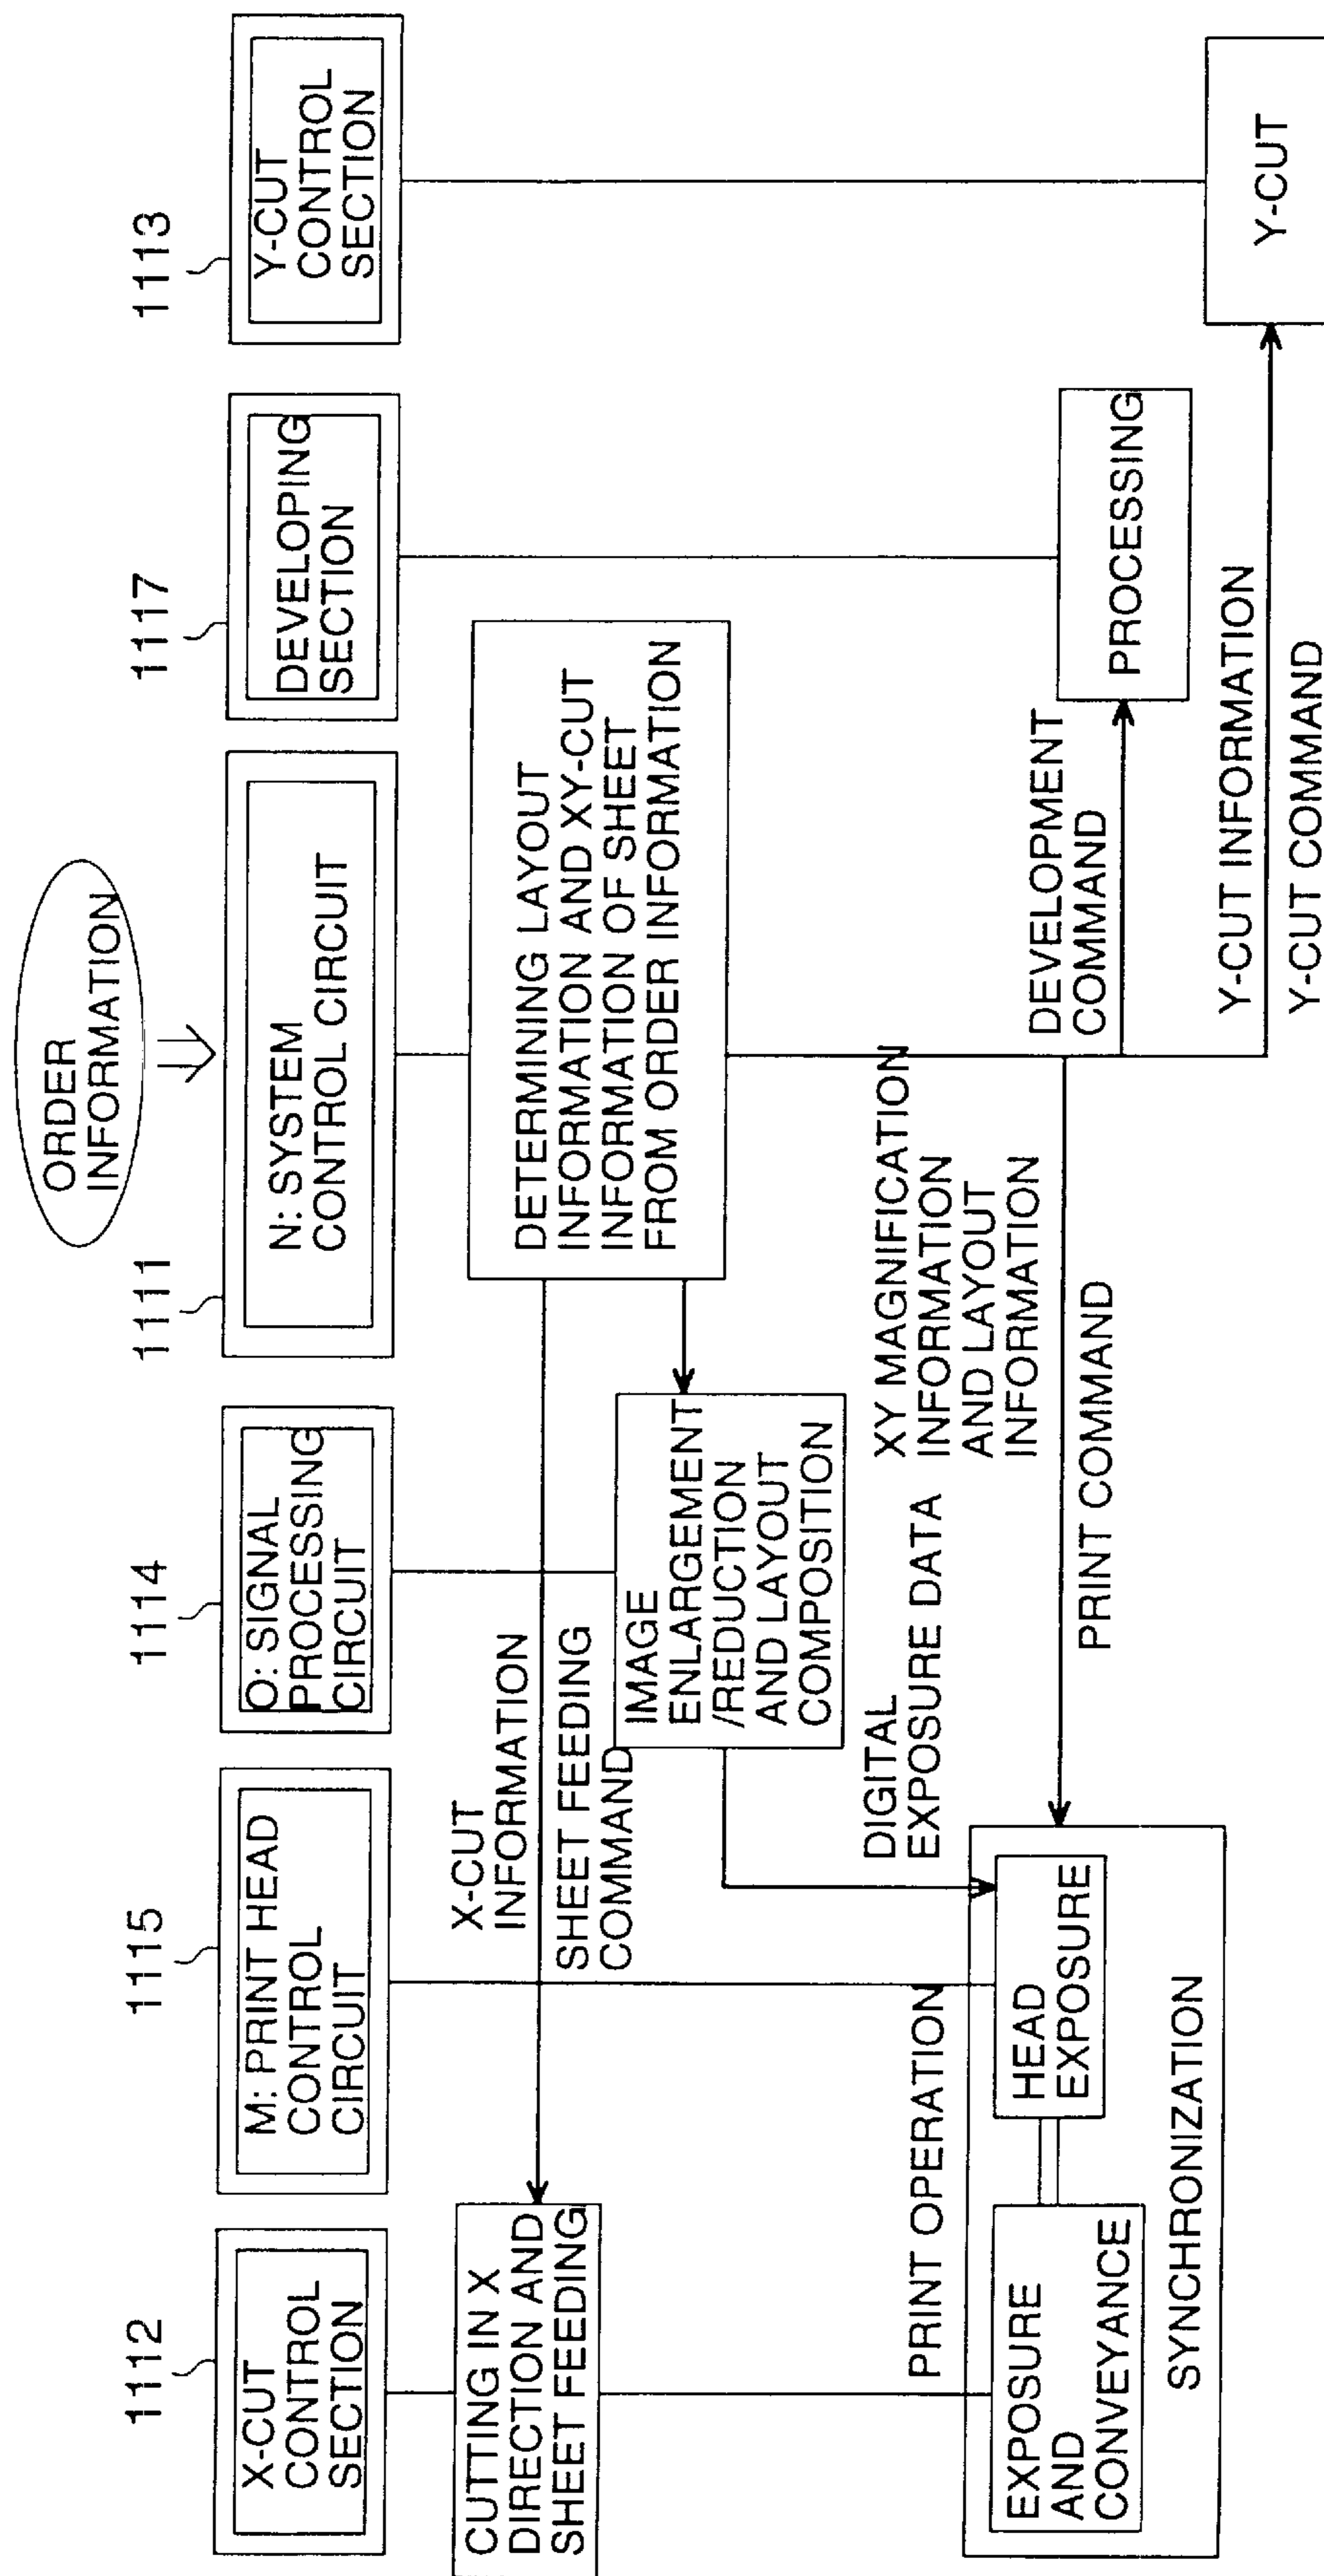 ORDER
INFORMATION
1112
X-CUT
CONTROL
SECTION
1115
M: PRINT HEAD
CONTROL
CIRCUIT
1114
O: SIGNAL
PROCESSING
CIRCUIT
1111
N: SYSTEM
CONTROL CIRCUIT
1117
DEVELOPING
SECTION
1113
Y-CUT
CONTROL
SECTION
CUTTING IN X
DIRECTION AND
SHEET FEEDING
X-CUT
INFORMATION
SHEET FEEDING
COMMAND
IMAGE
ENLARGEMENT
/REDUCTION
AND LAYOUT
COMPOSITION
DETERMINING LAYOUT
INFORMATION AND XY-CUT
INFORMATION OF SHEET
FROM ORDER INFORMATION
DIGITAL
EXPOSURE DATA
XY MAGNIFICATION
INFORMATION
AND LAYOUT
INFORMATION
PRINT OPERATION
PRINT COMMAND
DEVELOPMENT
COMMAND
PROCESSING
EXPOSURE
AND
CONVEYANCE
HEAD
EXPOSURE
SYNCHRONIZATION
Y-CUT INFORMATION
Y-CUT COMMAND
Y-CUT